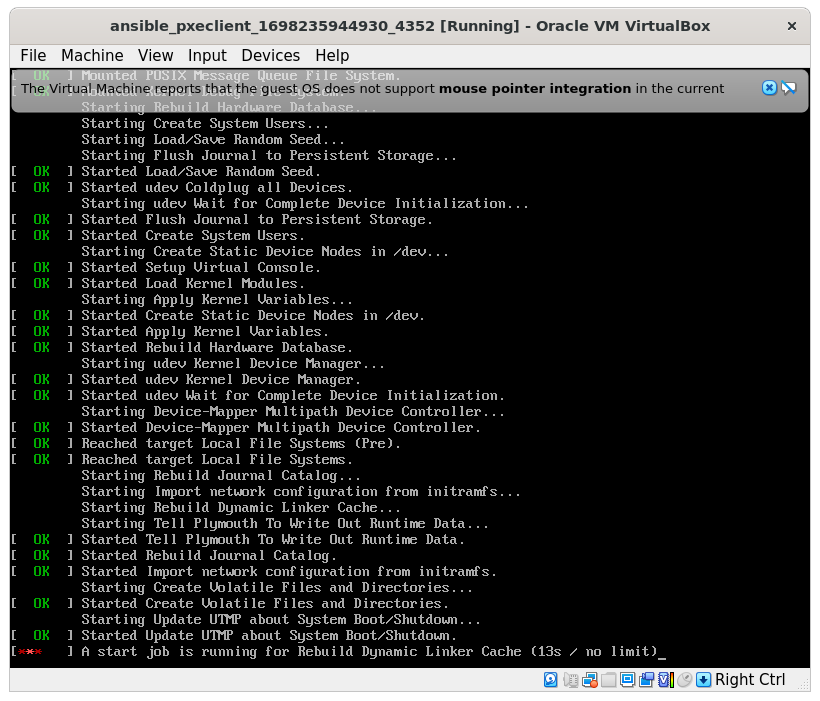 ansible_pxeclient_1698235944930_4352 [Running] - Oracle VM VirtualBox
File Machine View Input Devices Help
[  OK  ] Mounted POSIX Message Queue File System.
The Virtual Machine reports that the guest OS does not support mouse pointer integration in the current
Starting Rebuild Hardware Database...
Starting Create System Users...
Starting Load/Save Random Seed...
Starting Flush Journal to Persistent Storage...
[  OK  ] Started Load/Save Random Seed.
[  OK  ] Started udev Coldplug all Devices.
Starting udev Wait for Complete Device Initialization...
[  OK  ] Started Flush Journal to Persistent Storage.
[  OK  ] Started Create System Users.
Starting Create Static Device Nodes in /dev...
[  OK  ] Started Setup Virtual Console.
[  OK  ] Started Load Kernel Modules.
Starting Apply Kernel Variables...
[  OK  ] Started Create Static Device Nodes in /dev.
[  OK  ] Started Apply Kernel Variables.
[  OK  ] Started Rebuild Hardware Database.
Starting udev Kernel Device Manager...
[  OK  ] Started udev Kernel Device Manager.
[  OK  ] Started udev Wait for Complete Device Initialization.
Starting Device-Mapper Multipath Device Controller...
[  OK  ] Started Device-Mapper Multipath Device Controller.
[  OK  ] Reached target Local File Systems (Pre).
[  OK  ] Reached target Local File Systems.
Starting Rebuild Journal Catalog...
Starting Import network configuration from initramfs...
Starting Rebuild Dynamic Linker Cache...
Starting Tell Plymouth To Write Out Runtime Data...
[  OK  ] Started Tell Plymouth To Write Out Runtime Data.
[  OK  ] Started Rebuild Journal Catalog.
[  OK  ] Started Import network configuration from initramfs.
Starting Create Volatile Files and Directories...
[  OK  ] Started Create Volatile Files and Directories.
Starting Update UTMP about System Boot/Shutdown...
[  OK  ] Started Update UTMP about System Boot/Shutdown.
[***   ] A start job is running for Rebuild Dynamic Linker Cache (13s / no limit)_
Right Ctrl